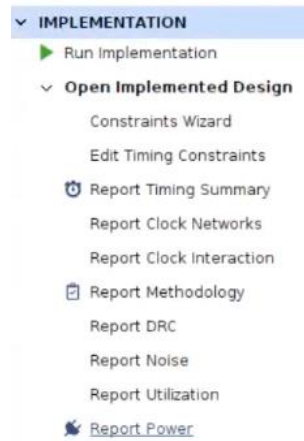 IMPLEMENTATION
Run Implementation
Open Implemented Design
Constraints Wizard
Edit Timing Constraints
Report Timing Summary
Report Clock Networks
Report Clock Interaction
Report Methodology
Report DRC
Report Noise
Report Utilization
Report Power